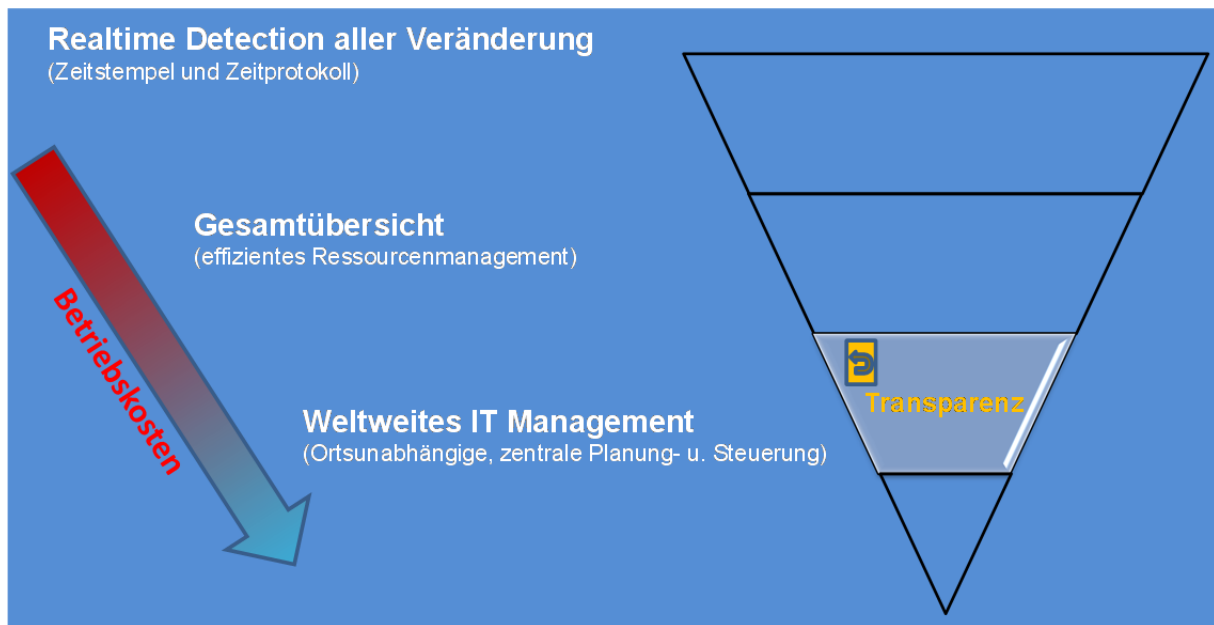 Realtime Detection aller Veränderung
(Zeitstempel und Zeitprotokoll)
Gesamtübersicht
(effizientes Ressourcenmanagement)
Betriebskosten
Transparenz
Weltweites IT Management
(Ortsunabhängige, zentrale Planung- u. Steuerung)